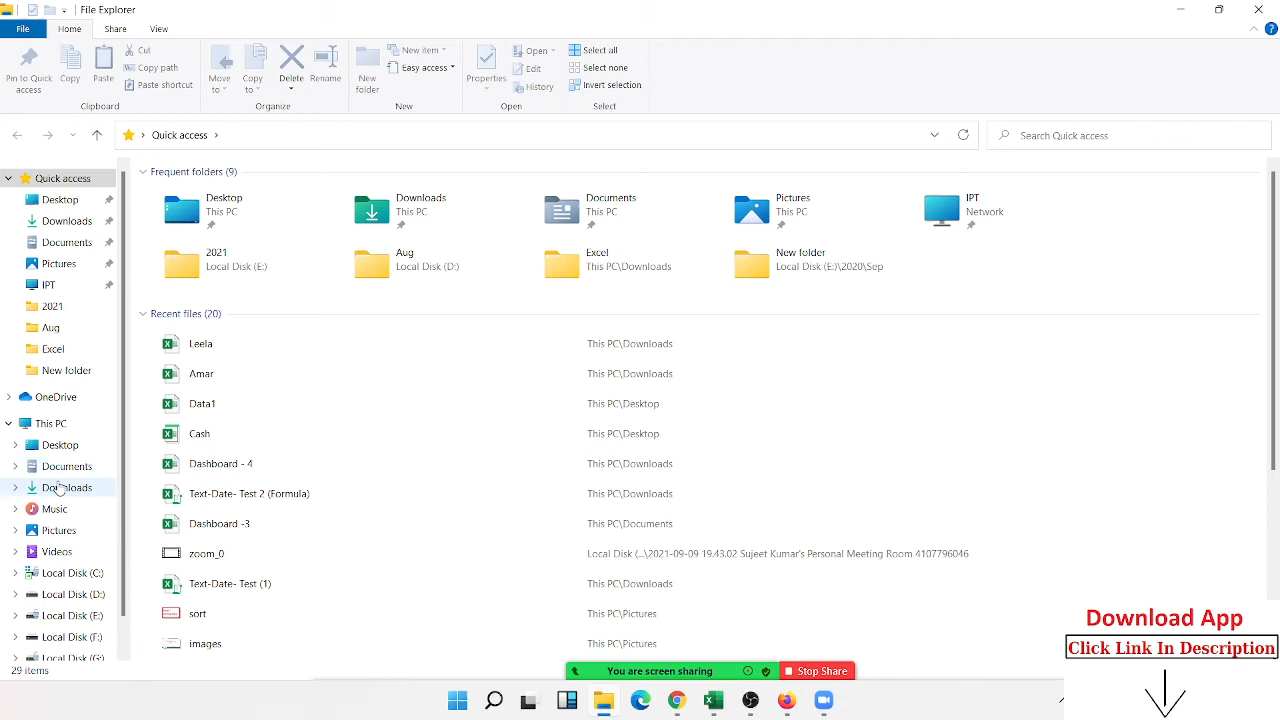 File Explorer
File Home Share View
Pin to Quick access
Copy
Paste
Cut
Copy path
Paste shortcut
Clipboard
Move to
Copy to
Delete
Rename
Organize
New folder
New item
Easy access
New
Properties
Open
Edit
History
Open
Select all
Select none
Invert selection
Select
Quick access
Search Quick access
Quick access
Desktop
Downloads
Documents
Pictures
IPT
2021
Aug
Excel
New folder
OneDrive
This PC
Desktop
Documents
Downloads
Music
Pictures
Videos
Local Disk (C:)
Local Disk (D:)
Local Disk (E:)
Local Disk (F:)
Local Disk (G:)
29 items
Frequent folders (9)
Desktop
This PC
Downloads
This PC
Documents
This PC
Pictures
This PC
IPT
Network
2021
Local Disk (E:)
Aug
Local Disk (D:)
Excel
This PC\Downloads
New folder
Local Disk (E:)\2020\Sep
Recent files (20)
Leela This PC\Downloads
Amar This PC\Downloads
Data1 This PC\Desktop
Cash This PC\Desktop
Dashboard - 4 This PC\Downloads
Text-Date- Test 2 (Formula) This PC\Downloads
Dashboard -3 This PC\Documents
zoom_0 Local Disk (...\2021-09-09 19.43.02 Sujeet Kumar's Personal Meeting Room 4107796046
Text-Date- Test (1) This PC\Downloads
sort This PC\Pictures
images This PC\Pictures
You are screen sharing
Stop Share
Download App
Click Link In Description